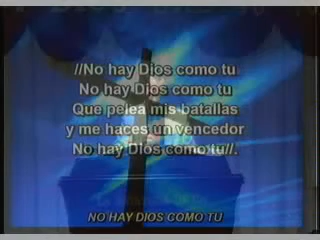 //No hay Dios como tu
No hay Dios como tu
Que pelea mis batallas
y me haces un vencedor
No hay Dios como tu//.
NO HAY DIOS COMO TU